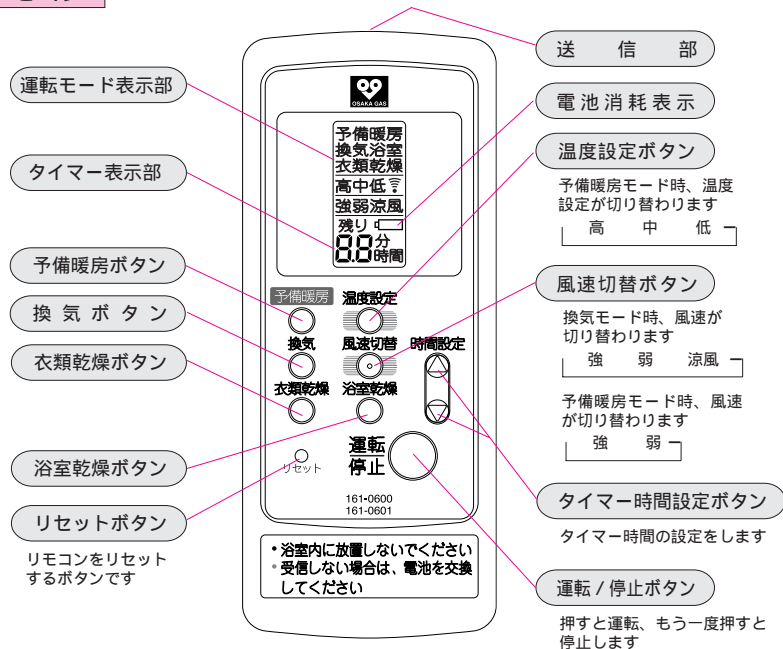 運転モード表示部
タイマー表示部
予備暖房ボタン
換気ボタン
衣類乾燥ボタン
浴室乾燥ボタン
リセットボタン
リモコンをリセット
するボタンです
OSAKA GAS
予備暖房
換気浴室
衣類乾燥
高中低
強弱涼風
残り
8.8 分
時間
予備暖房 温度設定
換気 風速切替 時間設定
衣類乾燥 浴室乾燥
リセット
運転
停止
161-0600
161-0601
・浴室内に放置しないでください
・受信しない場合は、電池を交換
してください
送信部
電池消耗表示
温度設定ボタン
予備暖房モード時、温度
設定が切り替わります
高 中 低
風速切替ボタン
換気モード時、風速が
切り替わります
強 弱 涼風
予備暖房モード時、風速
が切り替わります
強 弱
タイマー時間設定ボタン
タイマー時間の設定をします
運転/停止ボタン
押すと運転、もう一度押すと
停止します